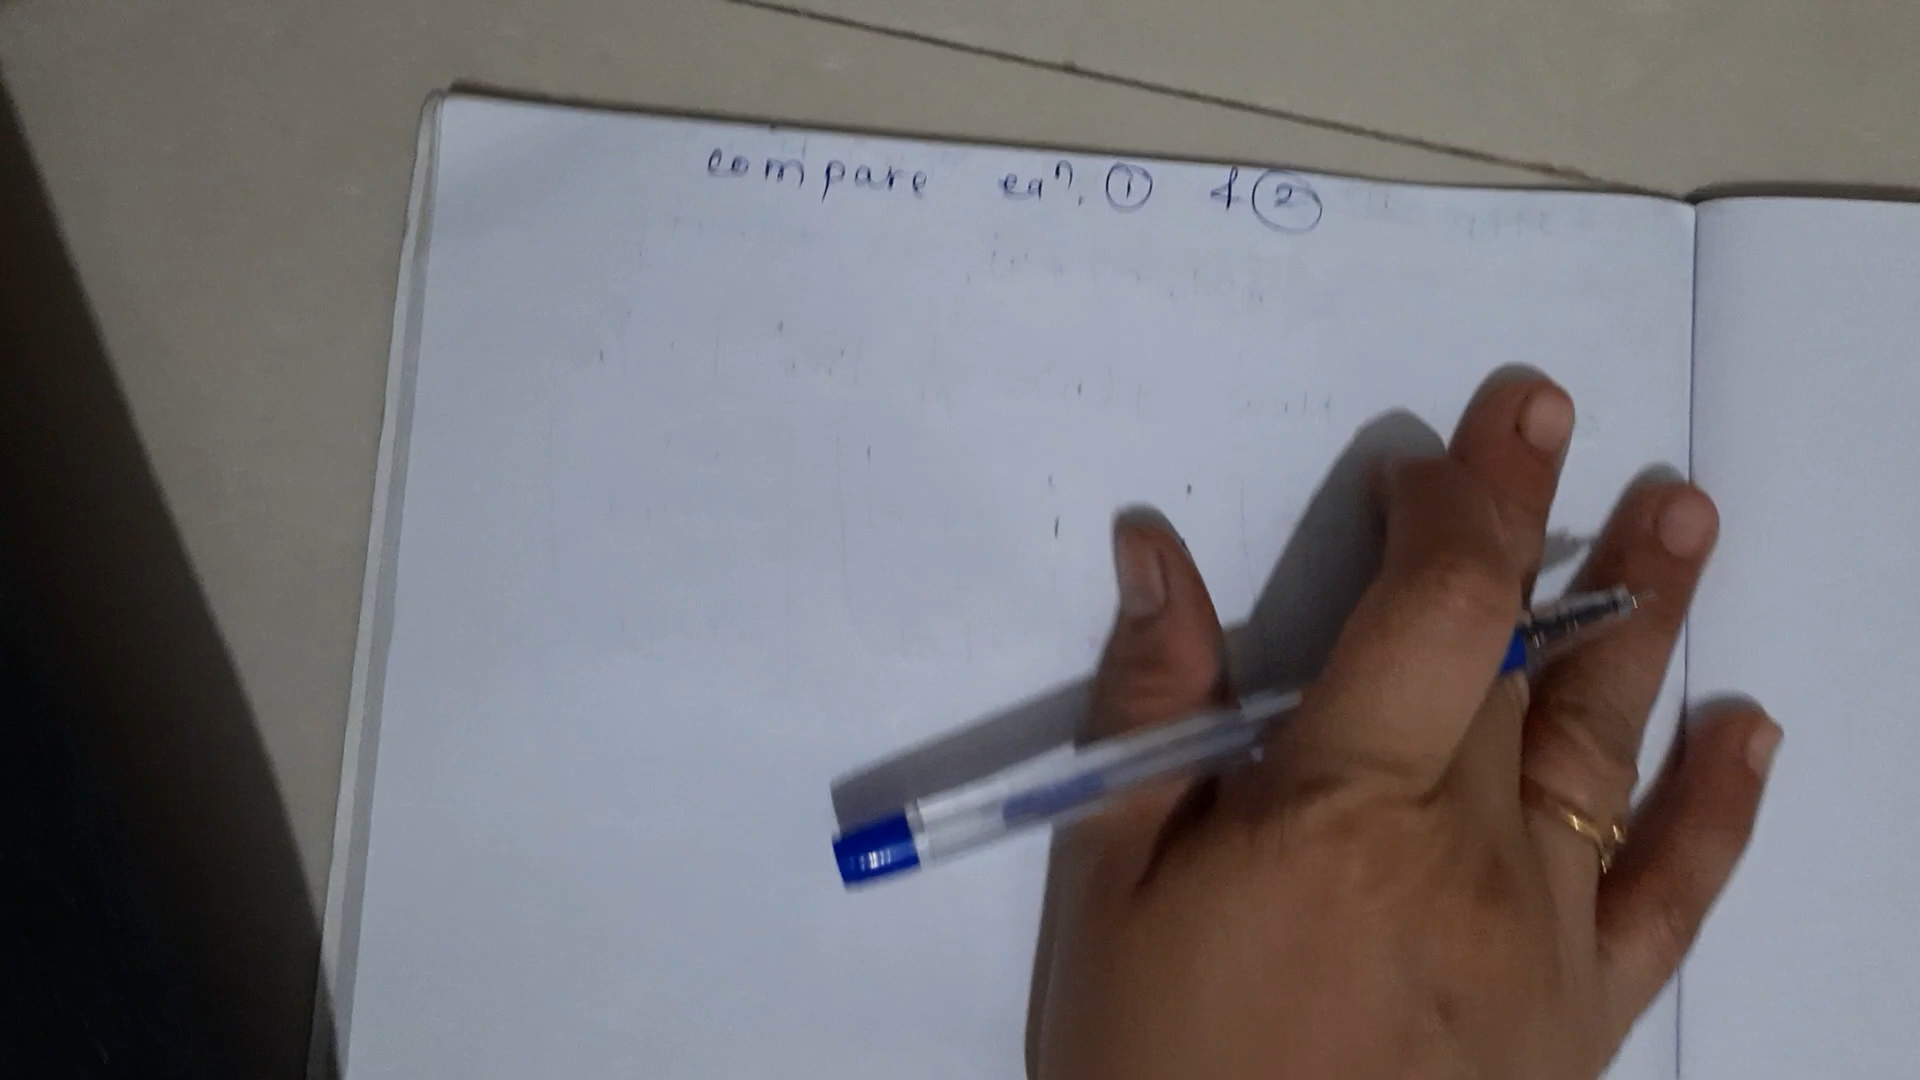 compare eqn. ① & ②